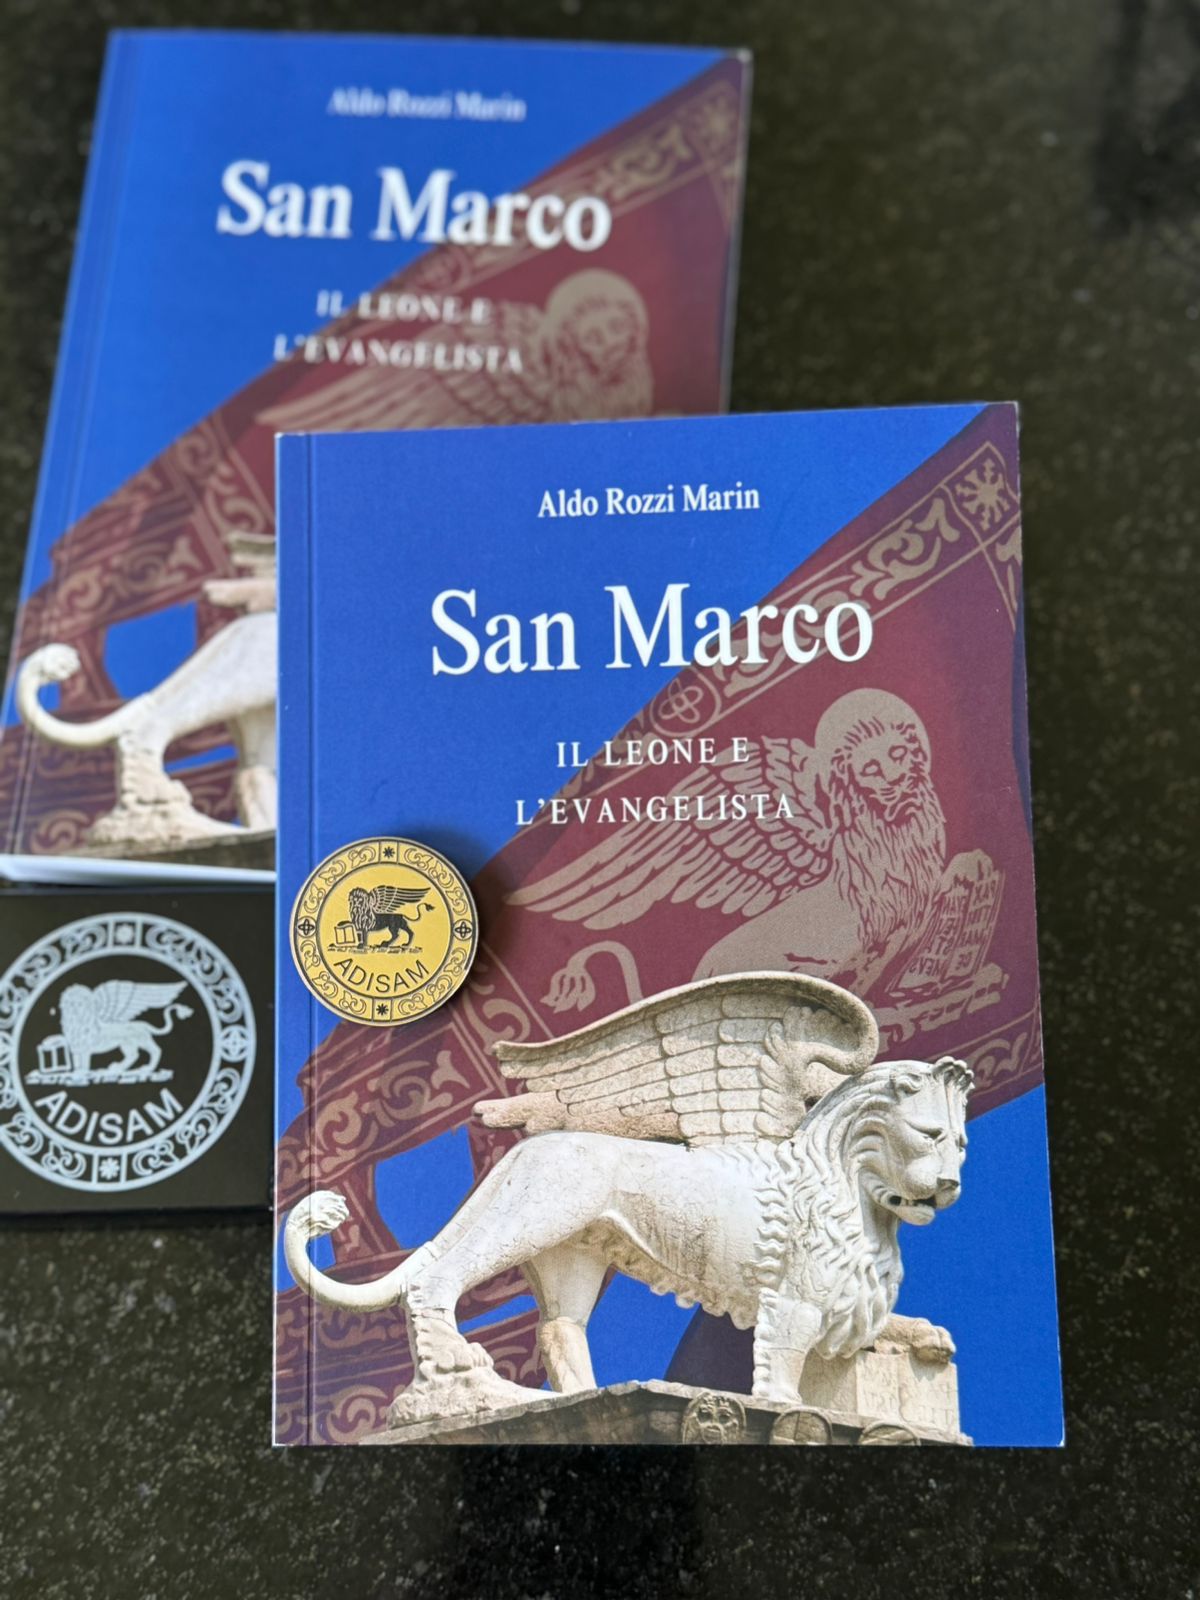 Aldo Rozzi Marin
San Marco
IL LEONE E
L'EVANGELISTA
Aldo Rozzi Marin
San Marco
IL LEONE E
L'EVANGELISTA
ADISAM
ADISAM